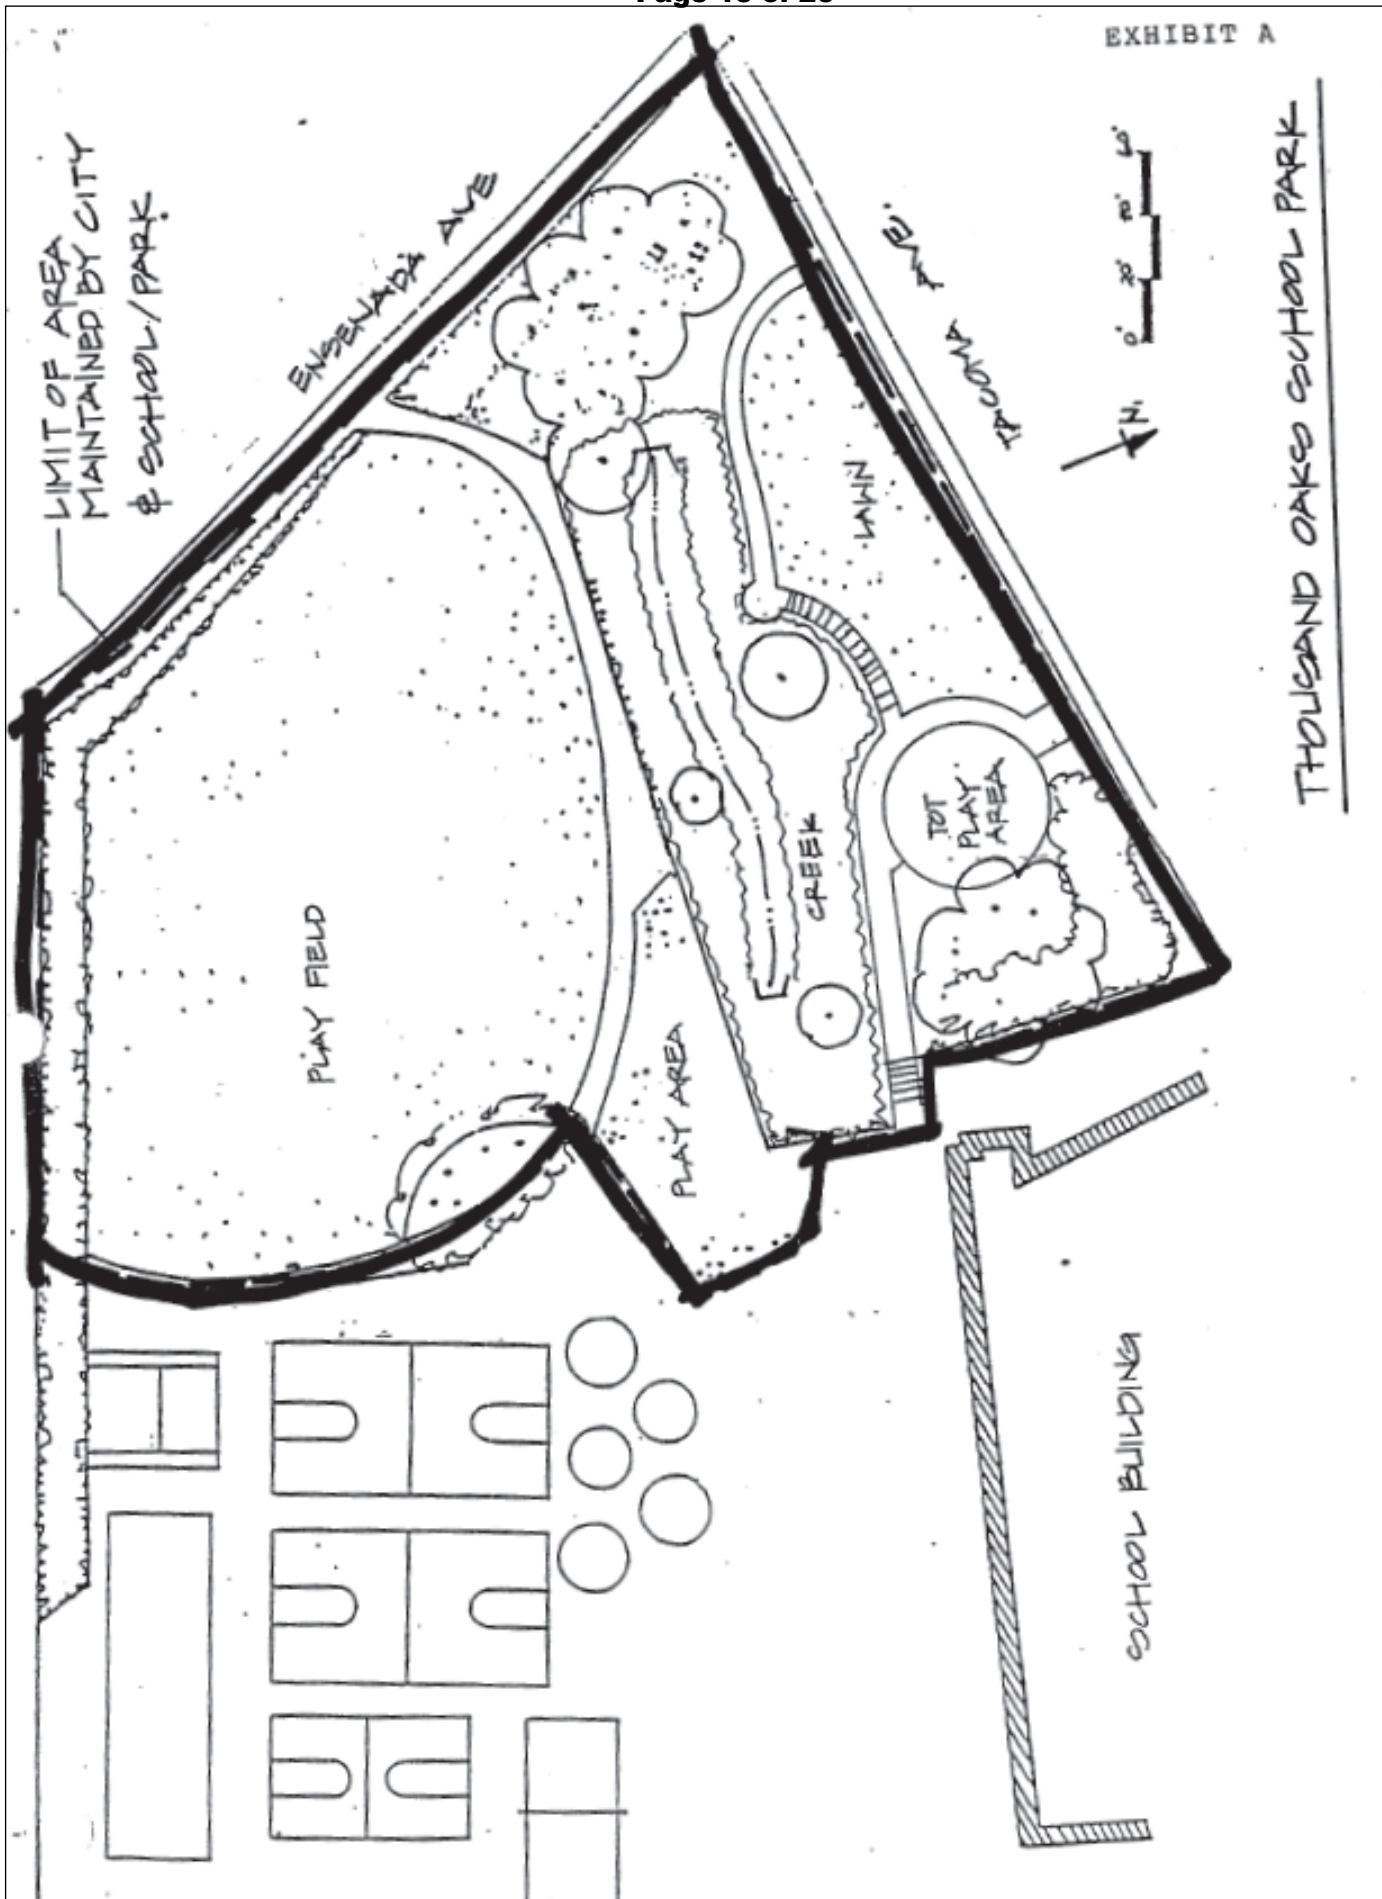 EXHIBIT A
THOUSAND OAKS SCHOOL PARK
0' 20' 40'
N
LIMIT OF AREA
MAINTAINED BY CITY
& SCHOOL/PARK
ENSENADA AVE
TACOMA AVE.
LAWN
TOT
PLAY
AREA
CREEK
PLAY FIELD
PLAY AREA
SCHOOL BUILDING